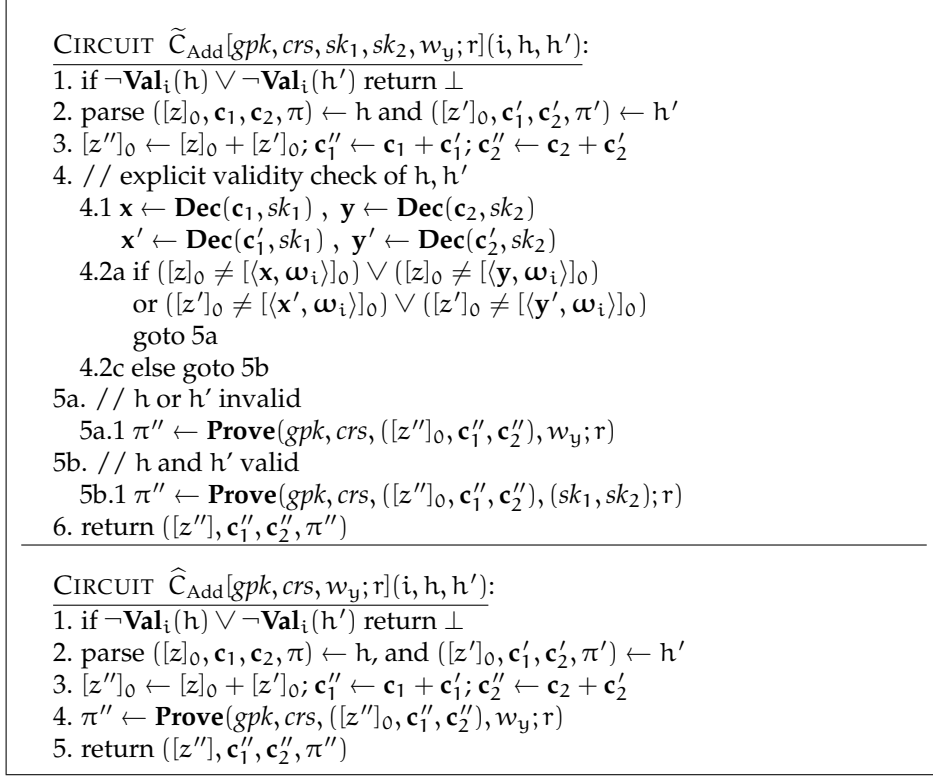 CIRCUIT C̃_Add[gpk, crs, sk₁, sk₂, w_y; r](i, h, h′):
1. if ¬Val_i(h) ∨ ¬Val_i(h′) return ⊥
2. parse ([z]₀, c₁, c₂, π) ← h and ([z′]₀, c′₁, c′₂, π′) ← h′
3. [z″]₀ ← [z]₀ + [z′]₀; c″₁ ← c₁ + c′₁; c″₂ ← c₂ + c′₂
4. // explicit validity check of h, h′
4.1 x ← Dec(c₁, sk₁) , y ← Dec(c₂, sk₂)
x′ ← Dec(c′₁, sk₁) , y′ ← Dec(c′₂, sk₂)
4.2a if ([z]₀ ≠ [⟨x, ω_i⟩]₀) ∨ ([z]₀ ≠ [⟨y, ω_i⟩]₀)
or ([z′]₀ ≠ [⟨x′, ω_i⟩]₀) ∨ ([z′]₀ ≠ [⟨y′, ω_i⟩]₀)
goto 5a
4.2c else goto 5b
5a. // h or h′ invalid
5a.1 π″ ← Prove(gpk, crs, ([z″]₀, c″₁, c″₂), w_y; r)
5b. // h and h′ valid
5b.1 π″ ← Prove(gpk, crs, ([z″]₀, c″₁, c″₂), (sk₁, sk₂); r)
6. return ([z″], c″₁, c″₂, π″)
CIRCUIT Ĉ_Add[gpk, crs, w_y; r](i, h, h′):
1. if ¬Val_i(h) ∨ ¬Val_i(h′) return ⊥
2. parse ([z]₀, c₁, c₂, π) ← h, and ([z′]₀, c′₁, c′₂, π′) ← h′
3. [z″]₀ ← [z]₀ + [z′]₀; c″₁ ← c₁ + c′₁; c″₂ ← c₂ + c′₂
4. π″ ← Prove(gpk, crs, ([z″]₀, c″₁, c″₂), w_y; r)
5. return ([z″], c″₁, c″₂, π″)